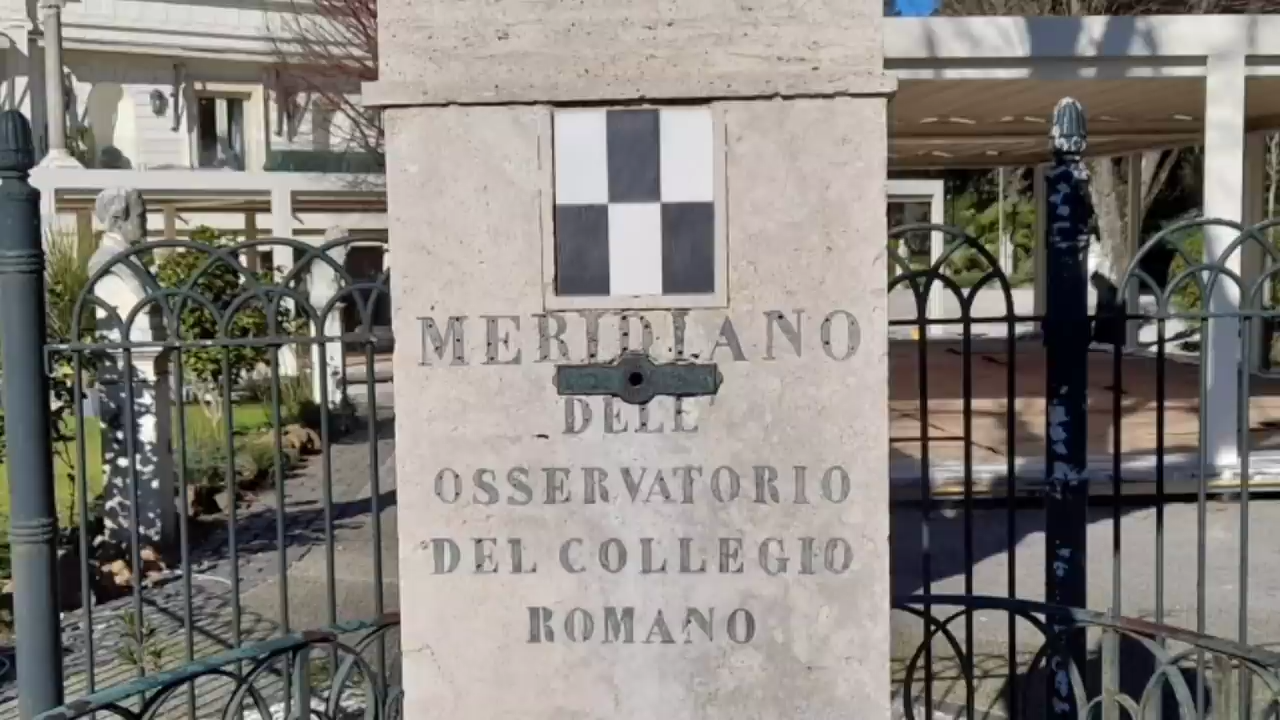 MERIDIANO
DELL'
OSSERVATORIO
DEL COLLEGIO
ROMANO